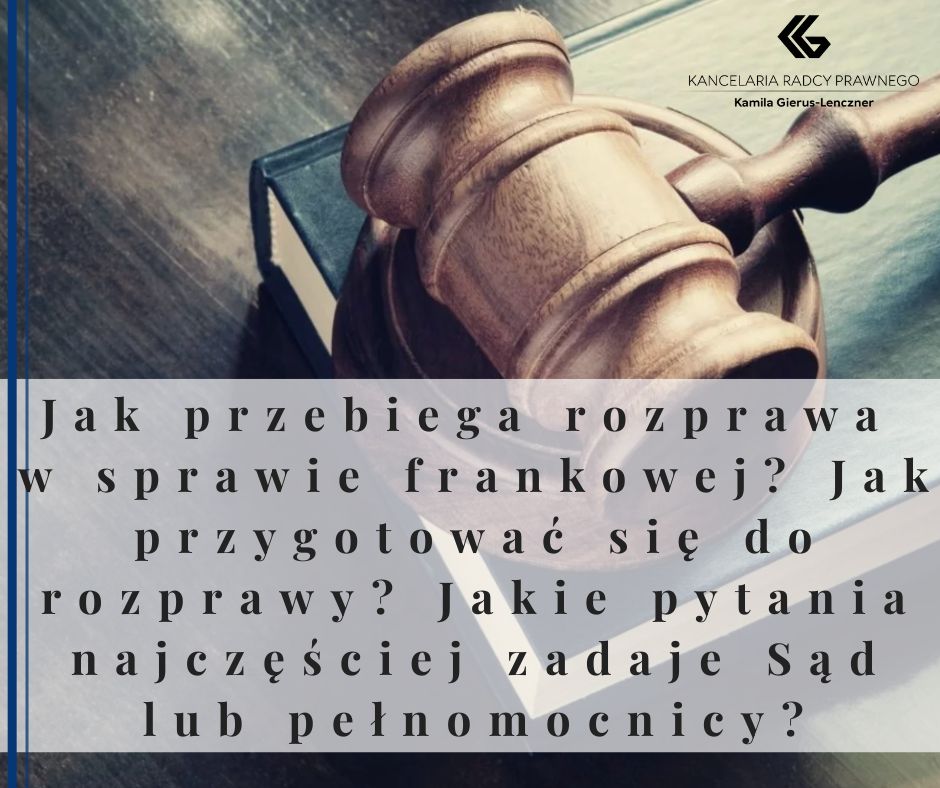 KANCELARIA RADCY PRAWNEGO
Kamila Gierus-Lenczner
Jak przebiega rozprawa
w sprawie frankowej? Jak
przygotować się do
rozprawy? Jakie pytania
najczęściej zadaje Sąd
lub pełnomocnicy?